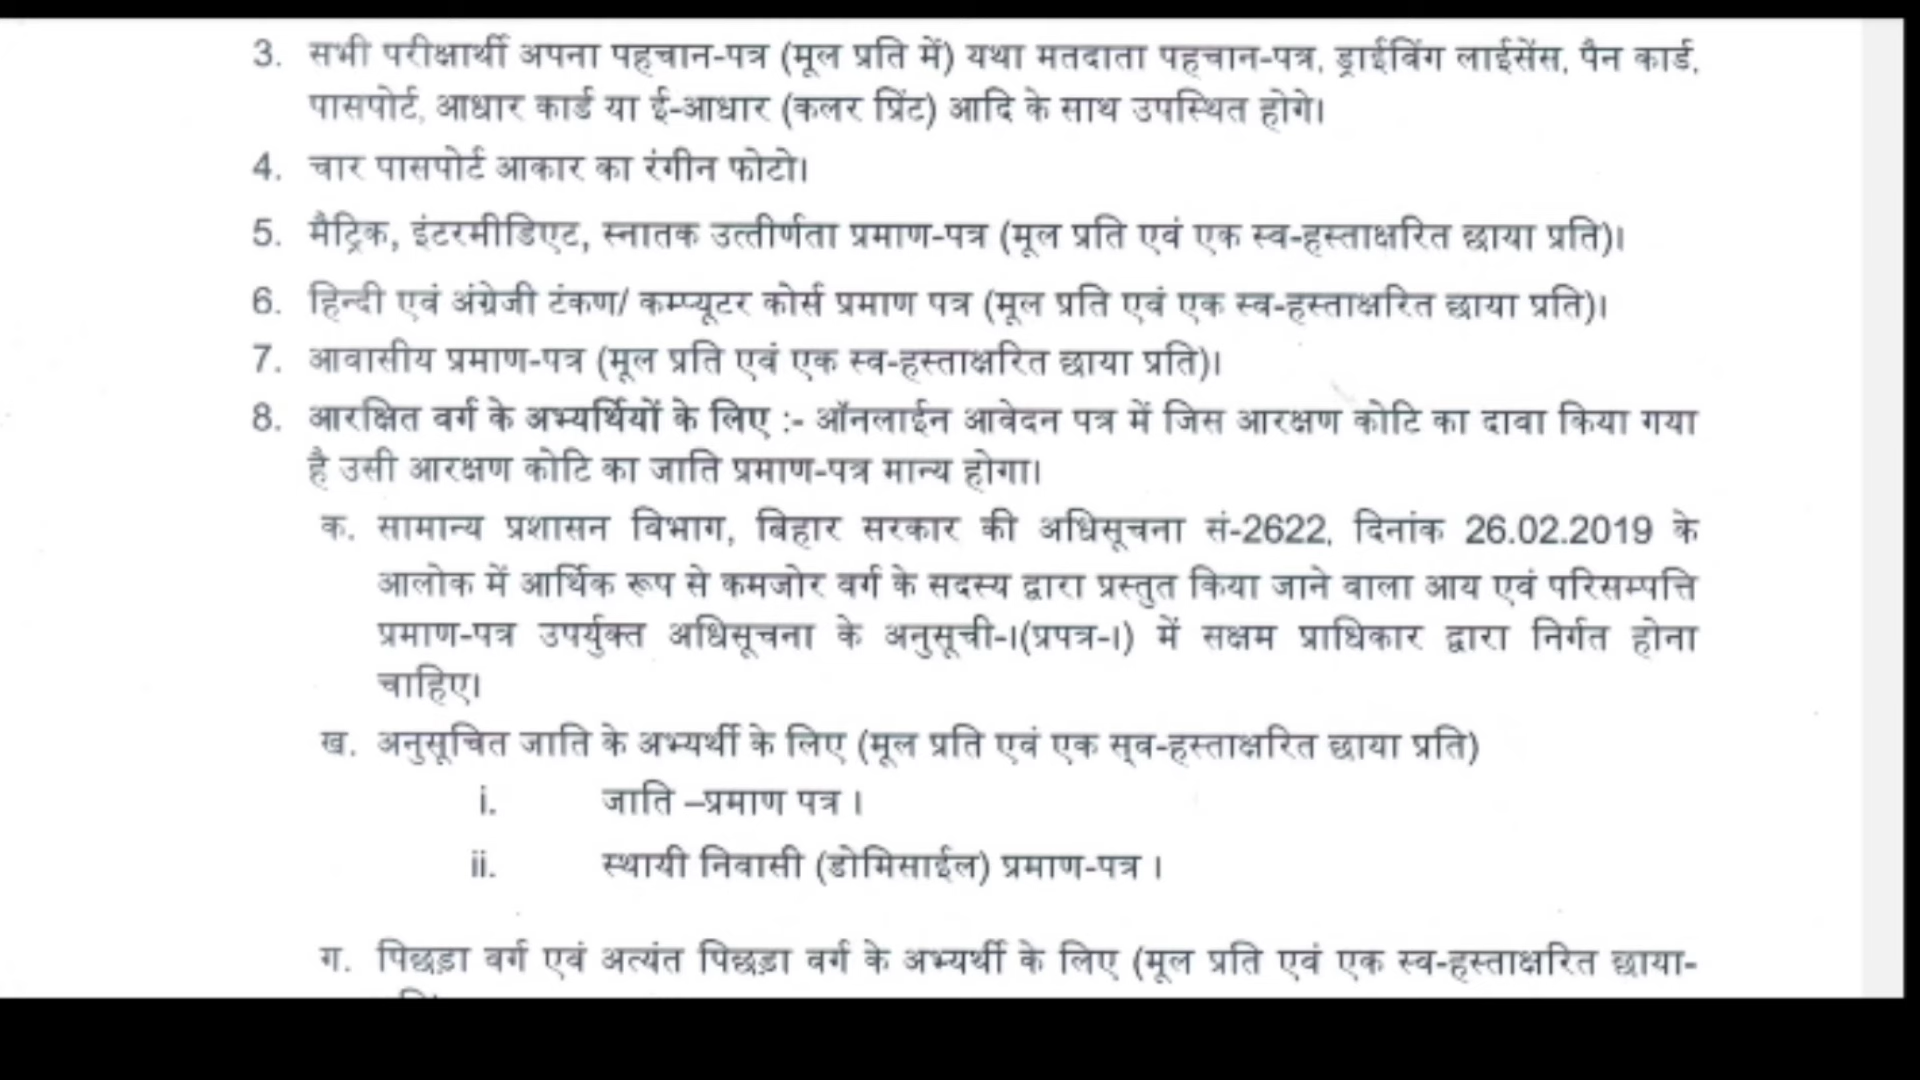 3. सभी परीक्षार्थी अपना पहचान-पत्र (मूल प्रति में) यथा मतदाता पहचान-पत्र, ड्राईविंग लाईसेंस, पैन कार्ड,
पासपोर्ट, आधार कार्ड या ई-आधार (कलर प्रिंट) आदि के साथ उपस्थित होगे।
4. चार पासपोर्ट आकार का रंगीन फोटो।
5. मैट्रिक, इंटरमीडिएट, स्नातक उत्तीर्णता प्रमाण-पत्र (मूल प्रति एवं एक स्व-हस्ताक्षरित छाया प्रति)।
6. हिन्दी एवं अंग्रेजी टंकण/ कम्प्यूटर कोर्स प्रमाण पत्र (मूल प्रति एवं एक स्व-हस्ताक्षरित छाया प्रति)।
7. आवासीय प्रमाण-पत्र (मूल प्रति एवं एक स्व-हस्ताक्षरित छाया प्रति)।
8. आरक्षित वर्ग के अभ्यर्थियों के लिए :- ऑनलाईन आवेदन पत्र में जिस आरक्षण कोटि का दावा किया गया
है उसी आरक्षण कोटि का जाति प्रमाण-पत्र मान्य होगा।
क. सामान्य प्रशासन विभाग, बिहार सरकार की अधिसूचना सं-2622, दिनांक 26.02.2019 के
आलोक में आर्थिक रूप से कमजोर वर्ग के सदस्य द्वारा प्रस्तुत किया जाने वाला आय एवं परिसम्पत्ति
प्रमाण-पत्र उपर्युक्त अधिसूचना के अनुसूची-।(प्रपत्र-।) में सक्षम प्राधिकार द्वारा निर्गत होना
चाहिए।
ख. अनुसूचित जाति के अभ्यर्थी के लिए (मूल प्रति एवं एक स्‌व-हस्ताक्षरित छाया प्रति)
i. जाति –प्रमाण पत्र ।
ii. स्थायी निवासी (डोमिसाईल) प्रमाण-पत्र ।
ग. पिछड़ा वर्ग एवं अत्यंत पिछड़ा वर्ग के अभ्यर्थी के लिए (मूल प्रति एवं एक स्व-हस्ताक्षरित छाया-